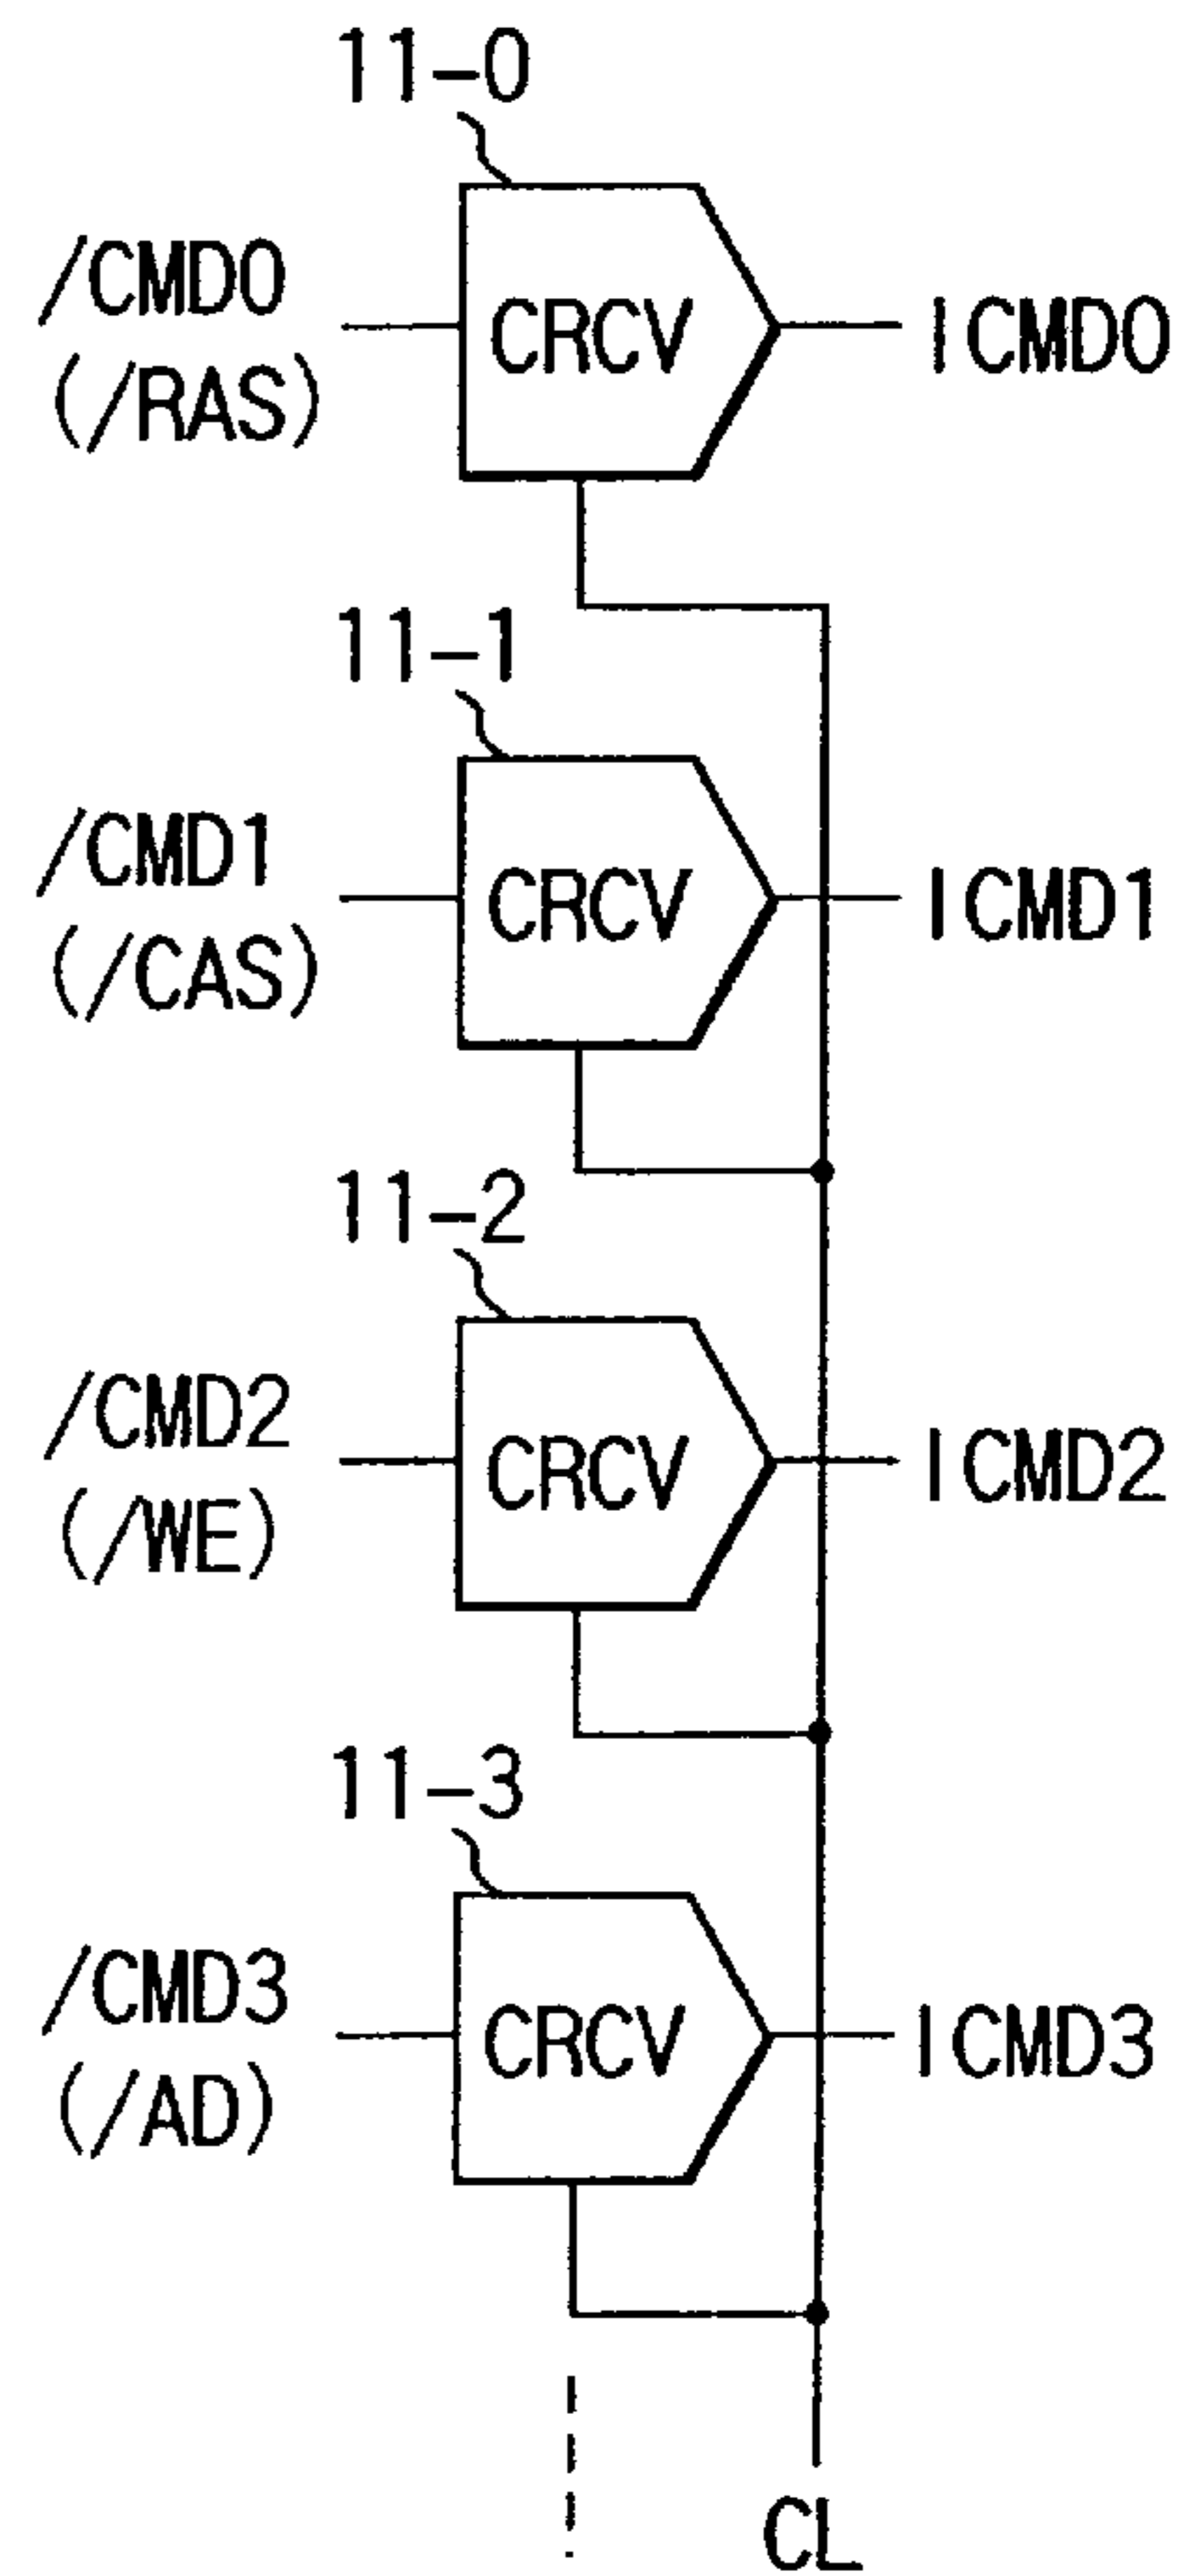 11-0
/CMD0
(/RAS)
CRCV
ICMD0
11-1
/CMD1
(/CAS)
CRCV
ICMD1
11-2
/CMD2
(/WE)
CRCV
ICMD2
11-3
/CMD3
(/AD)
CRCV
ICMD3
CL